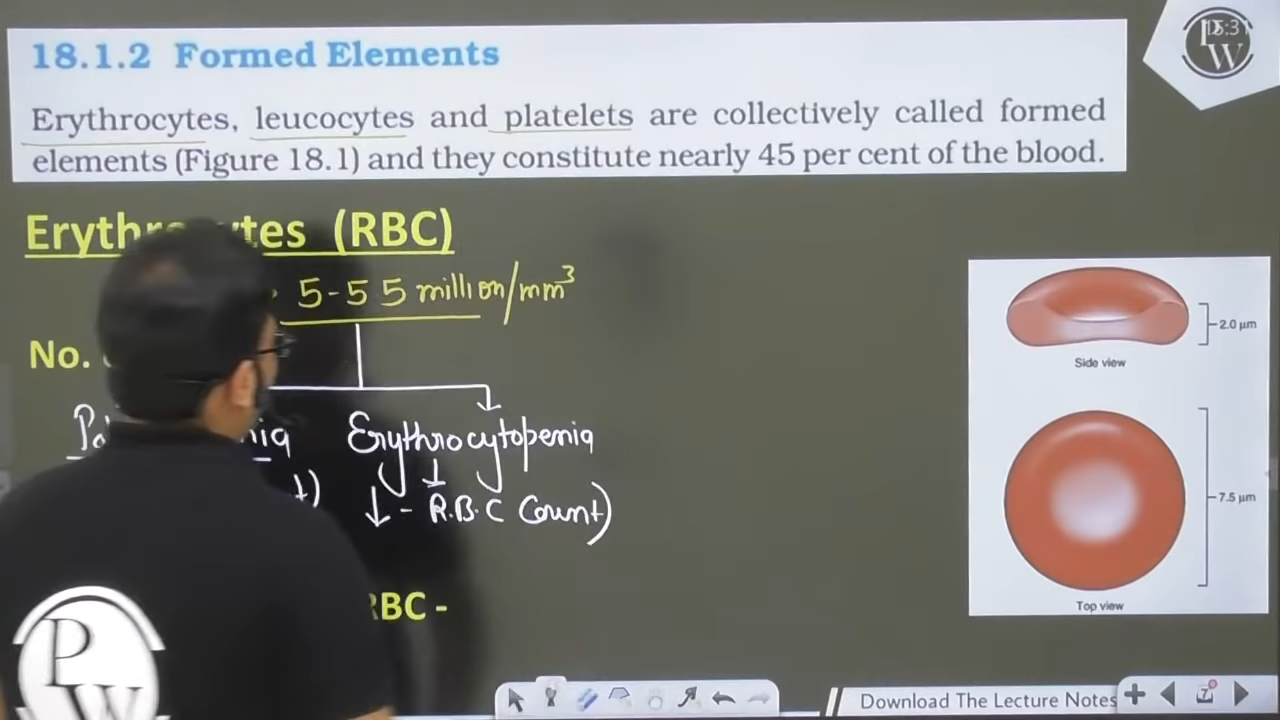 18.1.2 Formed Elements
Erythrocytes, leucocytes and platelets are collectively called formed
elements (Figure 18.1) and they constitute nearly 45 per cent of the blood.
(RBC)
5-5 5 million/mm³
No.
Erythrocytopenia
↓ - R.B.C Count)
RBC -
2.0 µm
Side view
7.5 µm
Top view
PW
PW
Download The Lecture Notes